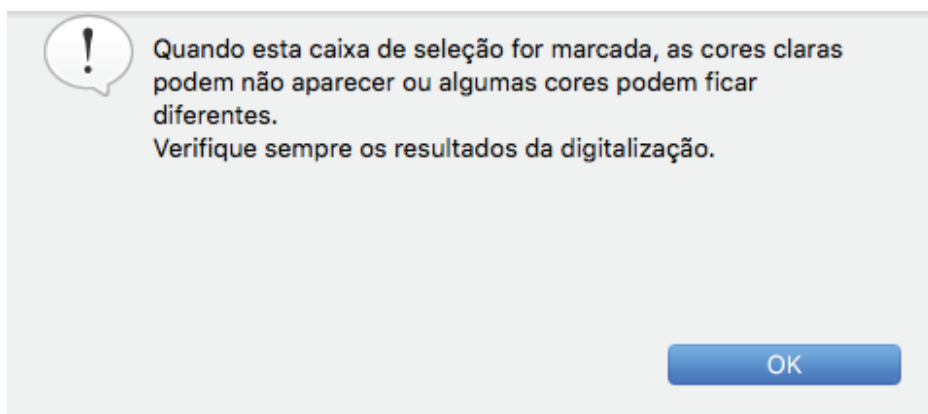 !
Quando esta caixa de seleção for marcada, as cores claras
podem não aparecer ou algumas cores podem ficar
diferentes.
Verifique sempre os resultados da digitalização.
OK